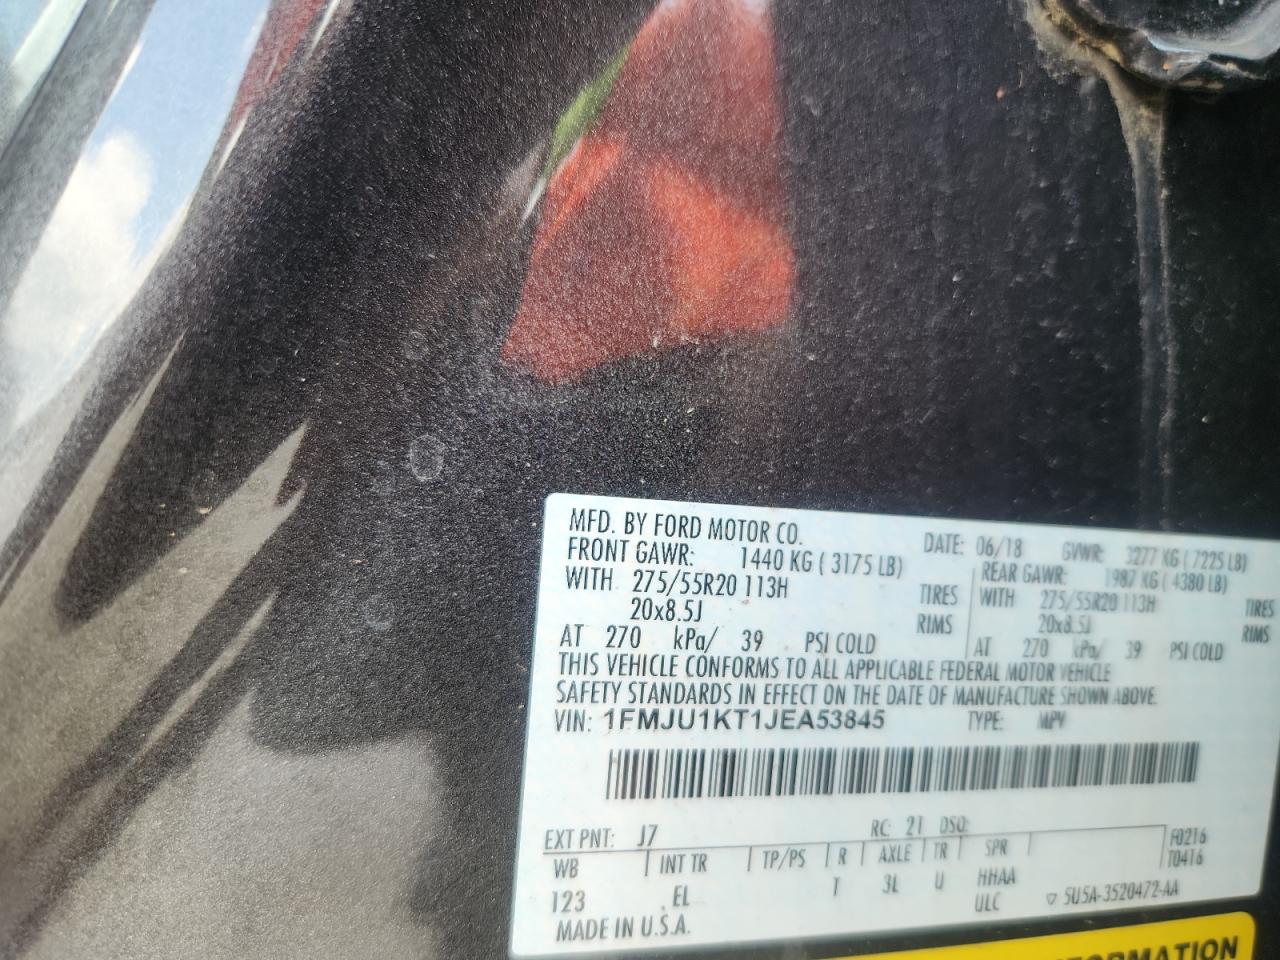 MFD. BY FORD MOTOR CO. DATE: 06/18 GVWR: 3277 KG ( 7225 LB)
FRONT GAWR: 1440 KG ( 3175 LB) REAR GAWR: 1987 KG ( 4380 LB)
WITH 275/55R20 113H TIRES WITH 275/55R20 113H TIRES
20x8.5J RIMS 20x8.5J RIMS
AT 270 kPa/ 39 PSI COLD AT 270 kPa/ 39 PSI COLD
THIS VEHICLE CONFORMS TO ALL APPLICABLE FEDERAL MOTOR VEHICLE
SAFETY STANDARDS IN EFFECT ON THE DATE OF MANUFACTURE SHOWN ABOVE.
VIN: 1FMJU1KT1JEA53845 TYPE: MPV
EXT PNT: J7 RC: 21 DSO: F0216
WB INT TR TP/PS R AXLE TR SPR T0416
123 EL T 3L U HHAA
ULC ▽ 5U5A-3520472-AA
MADE IN U.S.A.